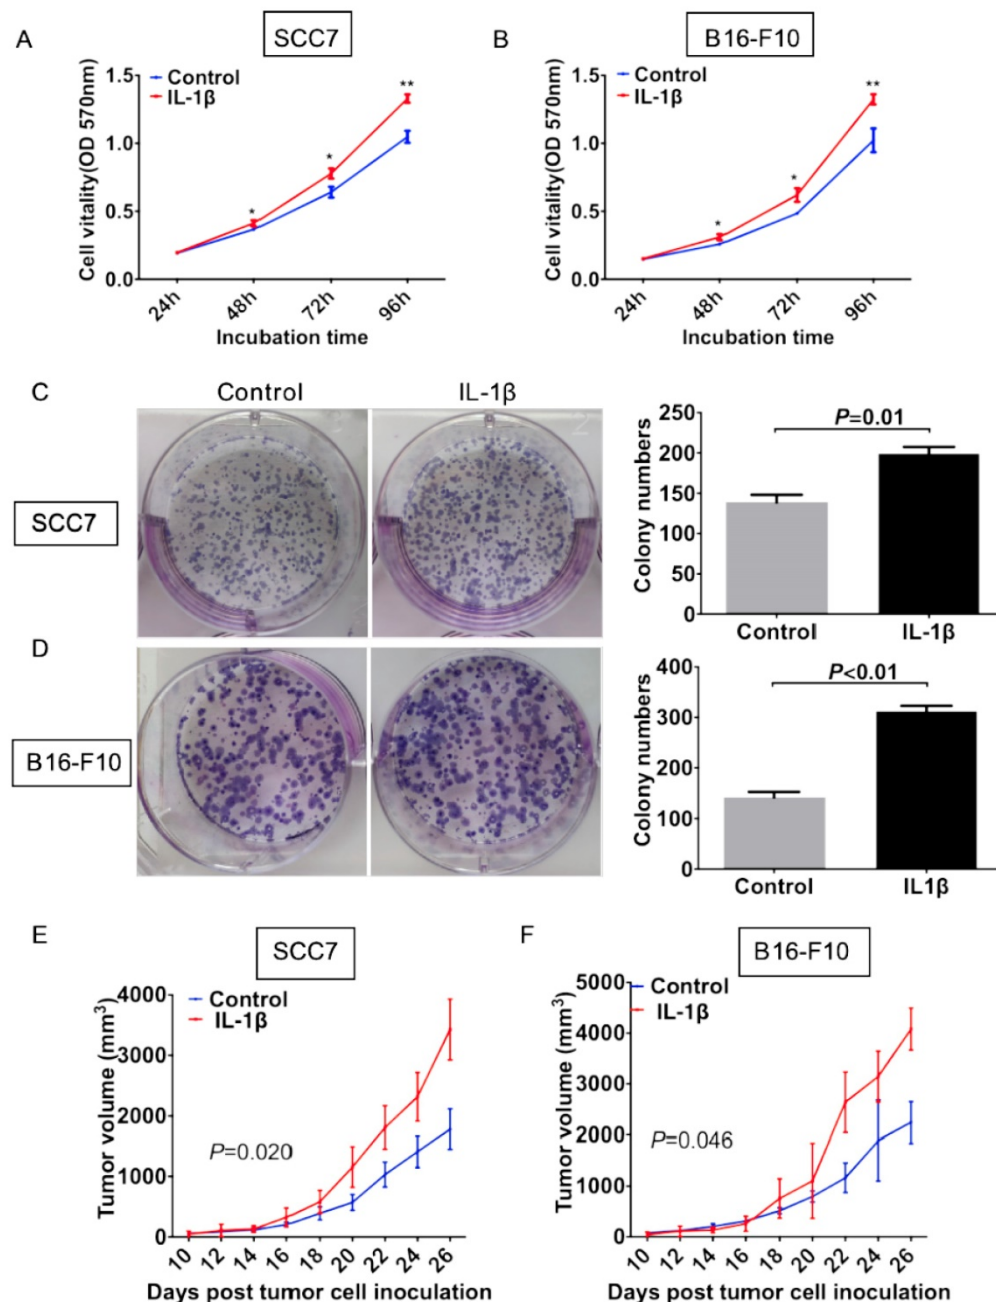 A
SCC7
Control
IL-1β
Cell vitality(OD 570nm)
1.5
1.0
0.5
0.0
*
*
**
24h
48h
72h
96h
Incubation time
B
B16-F10
Control
IL-1β
Cell vitality(OD 570nm)
1.5
1.0
0.5
0.0
*
*
**
24h
48h
72h
96h
Incubation time
C
Control
IL-1β
SCC7
Colony numbers
250
200
150
100
50
0
P=0.01
Control
IL-1β
D
B16-F10
Colony numbers
400
300
200
100
0
P<0.01
Control
IL1β
E
SCC7
Control
IL-1β
Tumor volume (mm³)
4000
3000
2000
1000
0
P=0.020
10
12
14
16
18
20
22
24
26
Days post tumor cell inoculation
F
B16-F10
Control
IL-1β
Tumor volume (mm³)
5000
4000
3000
2000
1000
0
P=0.046
10
12
14
16
18
20
22
24
26
Days post tumor cell inoculation